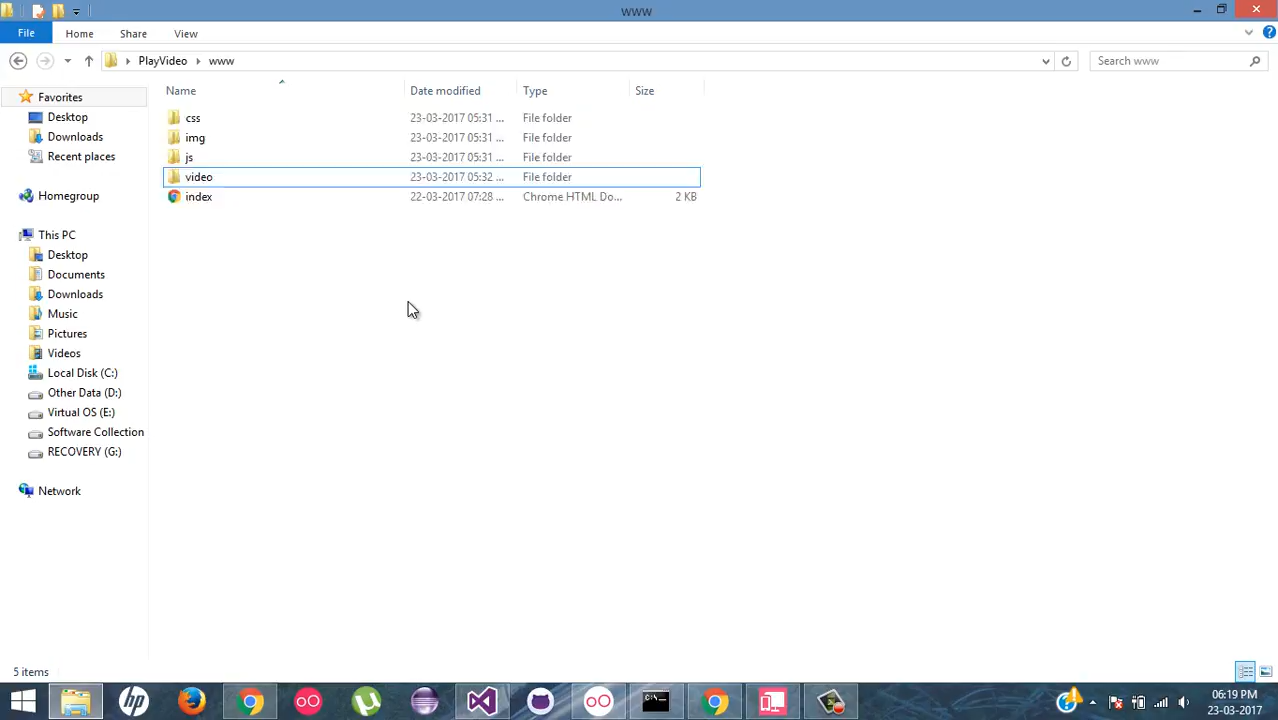 www
File Home Share View
PlayVideo www
Search www
Name Date modified Type Size
Favorites
Desktop
Downloads
Recent places
Homegroup
This PC
Desktop
Documents
Downloads
Music
Pictures
Videos
Local Disk (C:)
Other Data (D:)
Virtual OS (E:)
Software Collection
RECOVERY (G:)
Network
css 23-03-2017 05:31 ... File folder
img 23-03-2017 05:31 ... File folder
js 23-03-2017 05:31 ... File folder
video 23-03-2017 05:32 ... File folder
index 22-03-2017 07:28 ... Chrome HTML Do... 2 KB
5 items
hp
06:19 PM
23-03-2017